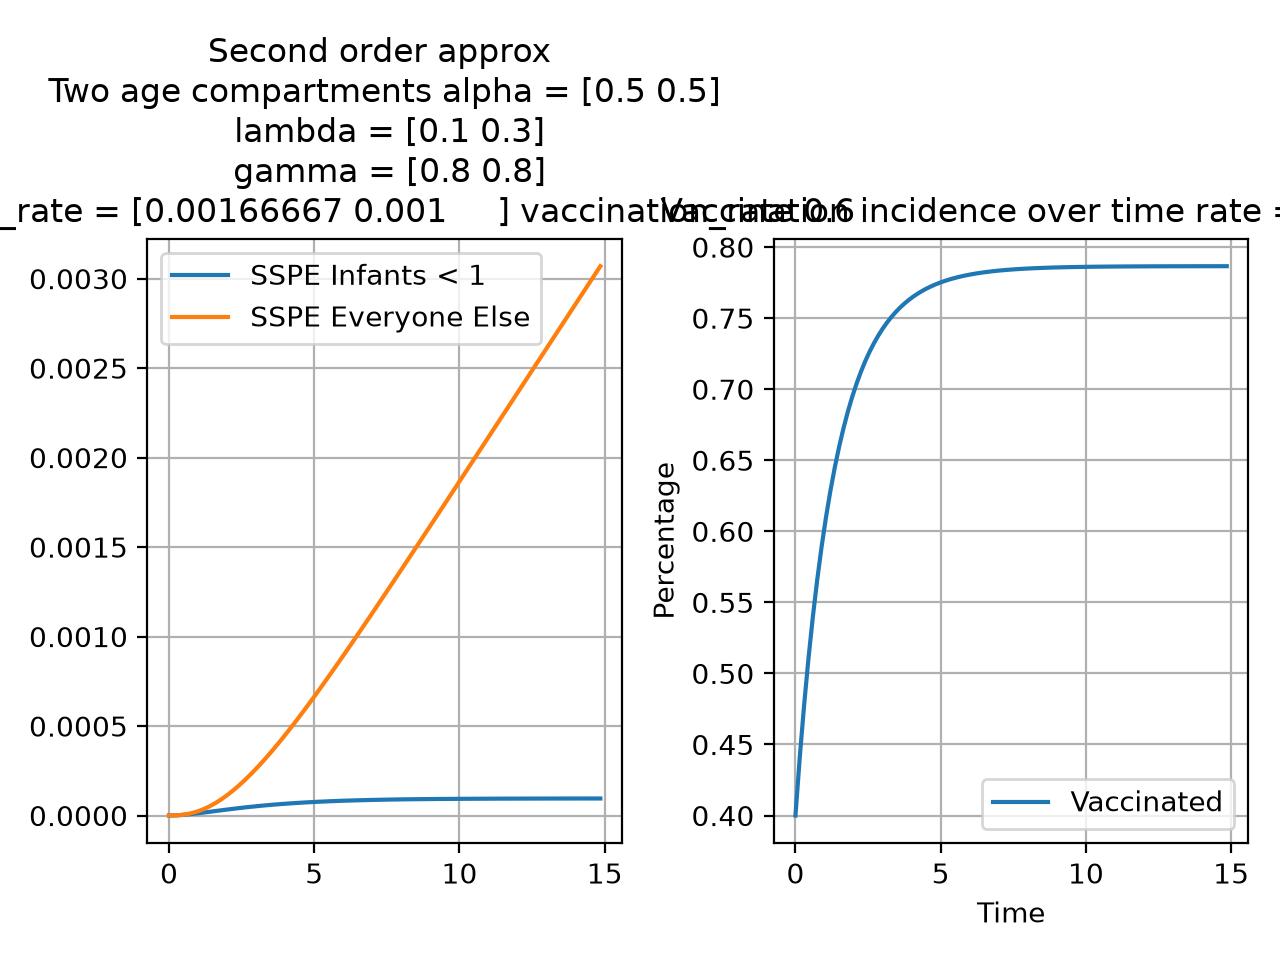 Second order approx
Two age compartments alpha = [0.5 0.5]
lambda = [0.1 0.3]
gamma = [0.8 0.8]
_rate = [0.00166667 0.001     ] vaccination_rate 0.6
SSPE Infants < 1
SSPE Everyone Else
0.0030
0.0025
0.0020
0.0015
0.0010
0.0005
0.0000
0
5
10
15
Vaccination incidence over time rate =
Percentage
0.80
0.75
0.70
0.65
0.60
0.55
0.50
0.45
0.40
Vaccinated
0
5
10
15
Time